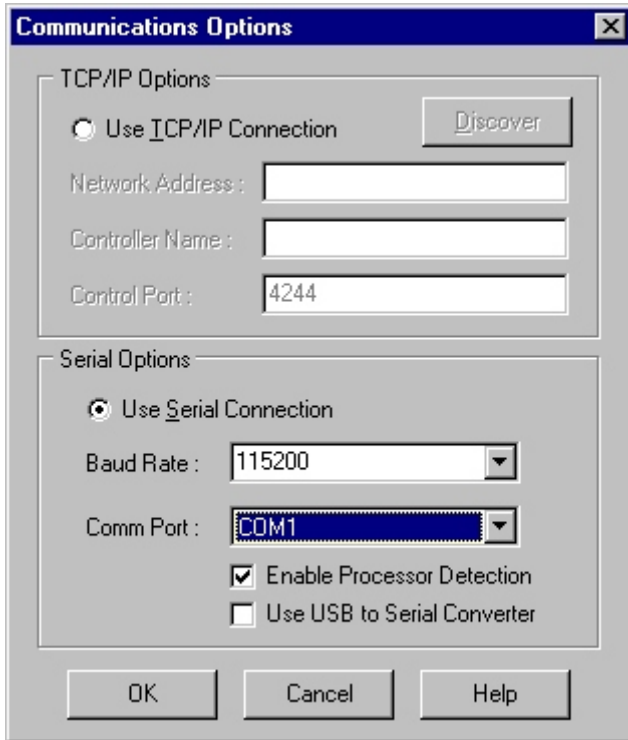 Communications Options
TCP/IP Options
Use TCP/IP Connection
Discover
Network Address :
Controller Name :
Control Port :
4244
Serial Options
Use Serial Connection
Baud Rate :
115200
Comm Port :
COM1
Enable Processor Detection
Use USB to Serial Converter
OK
Cancel
Help